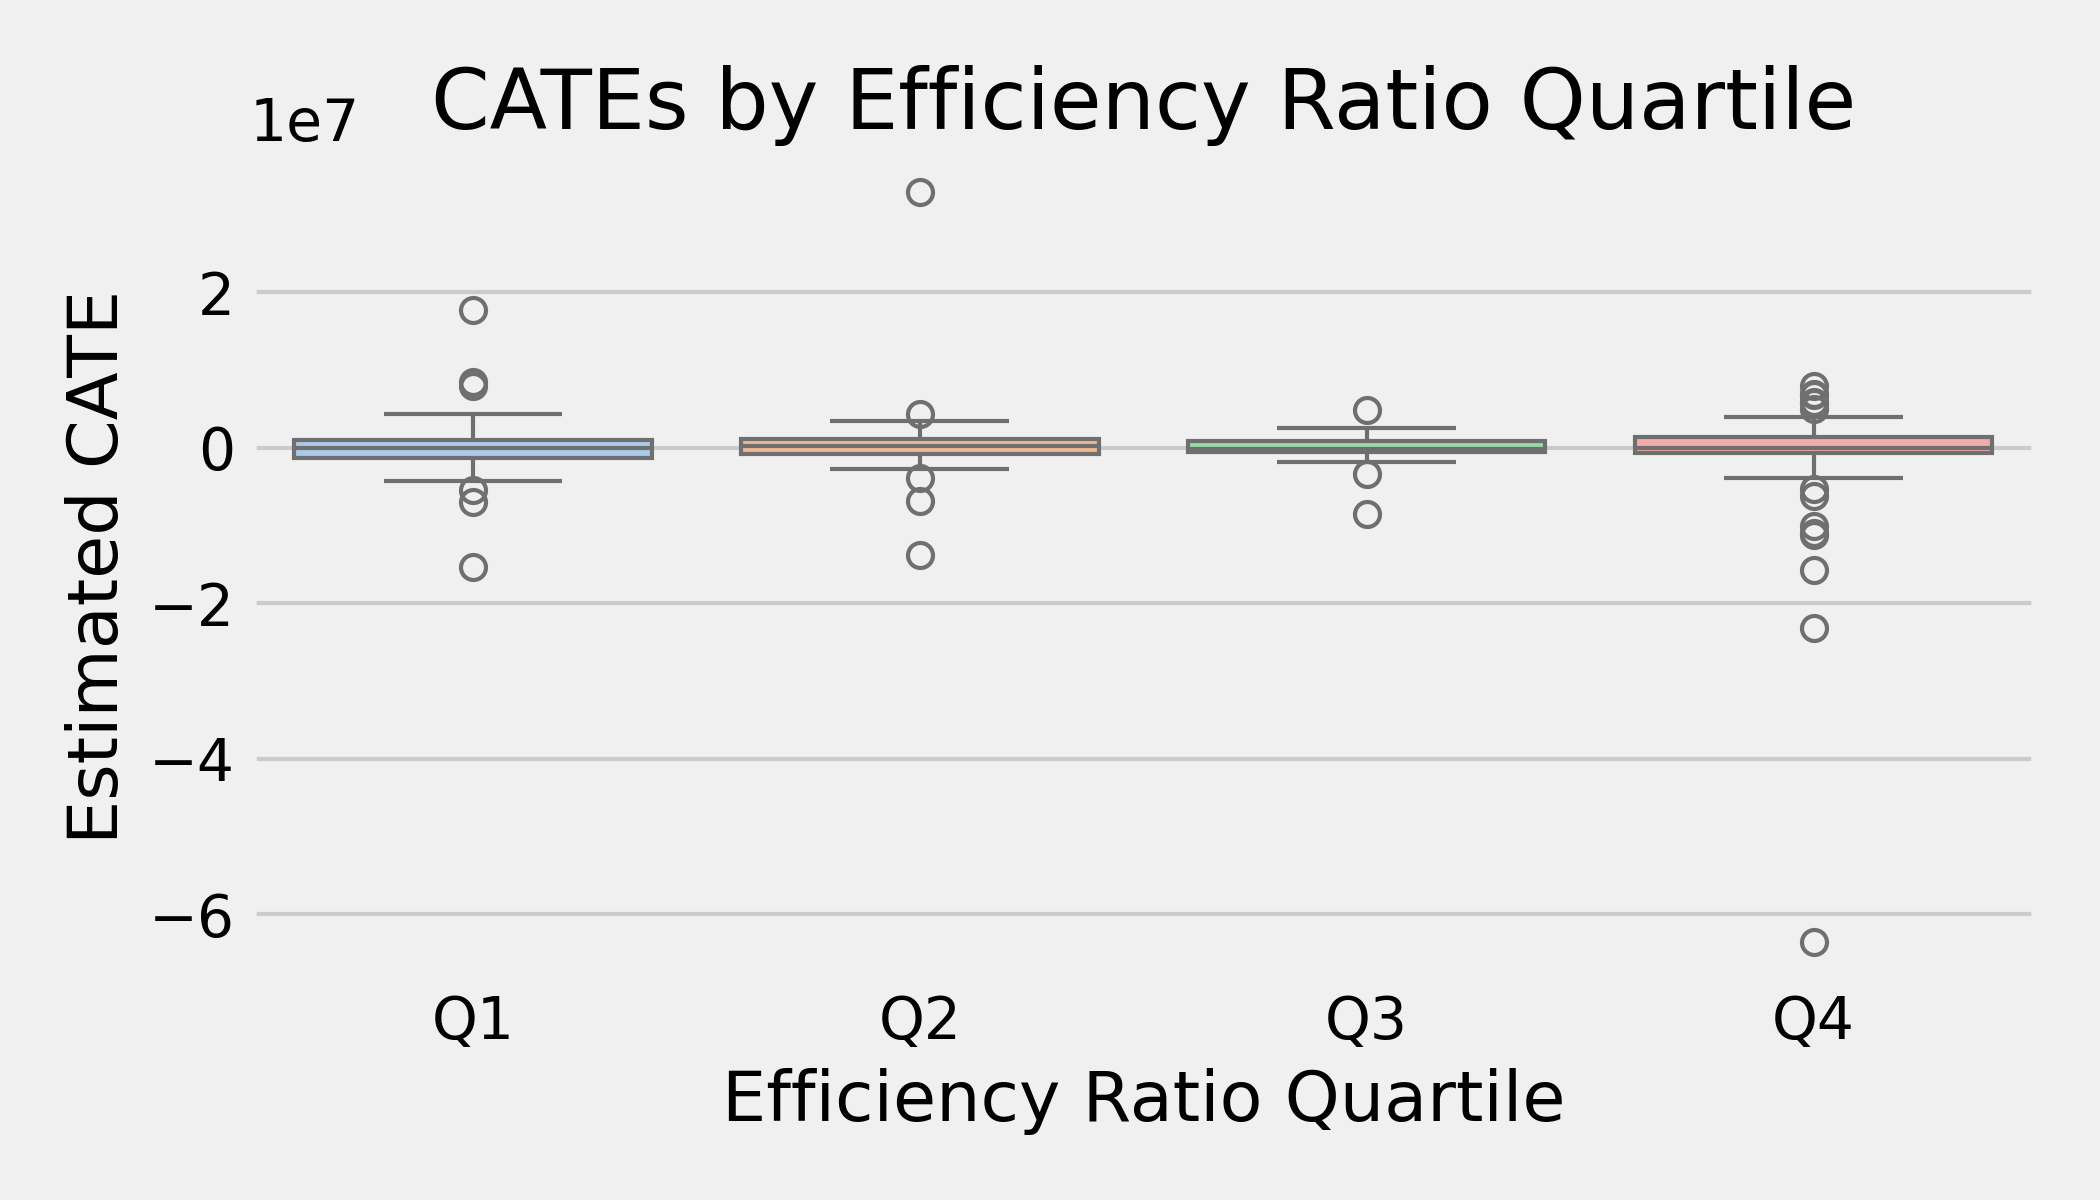 CATEs by Efficiency Ratio Quartile
1e7
2
0
−2
−4
−6
Estimated CATE
Q1 Q2 Q3 Q4
Efficiency Ratio Quartile